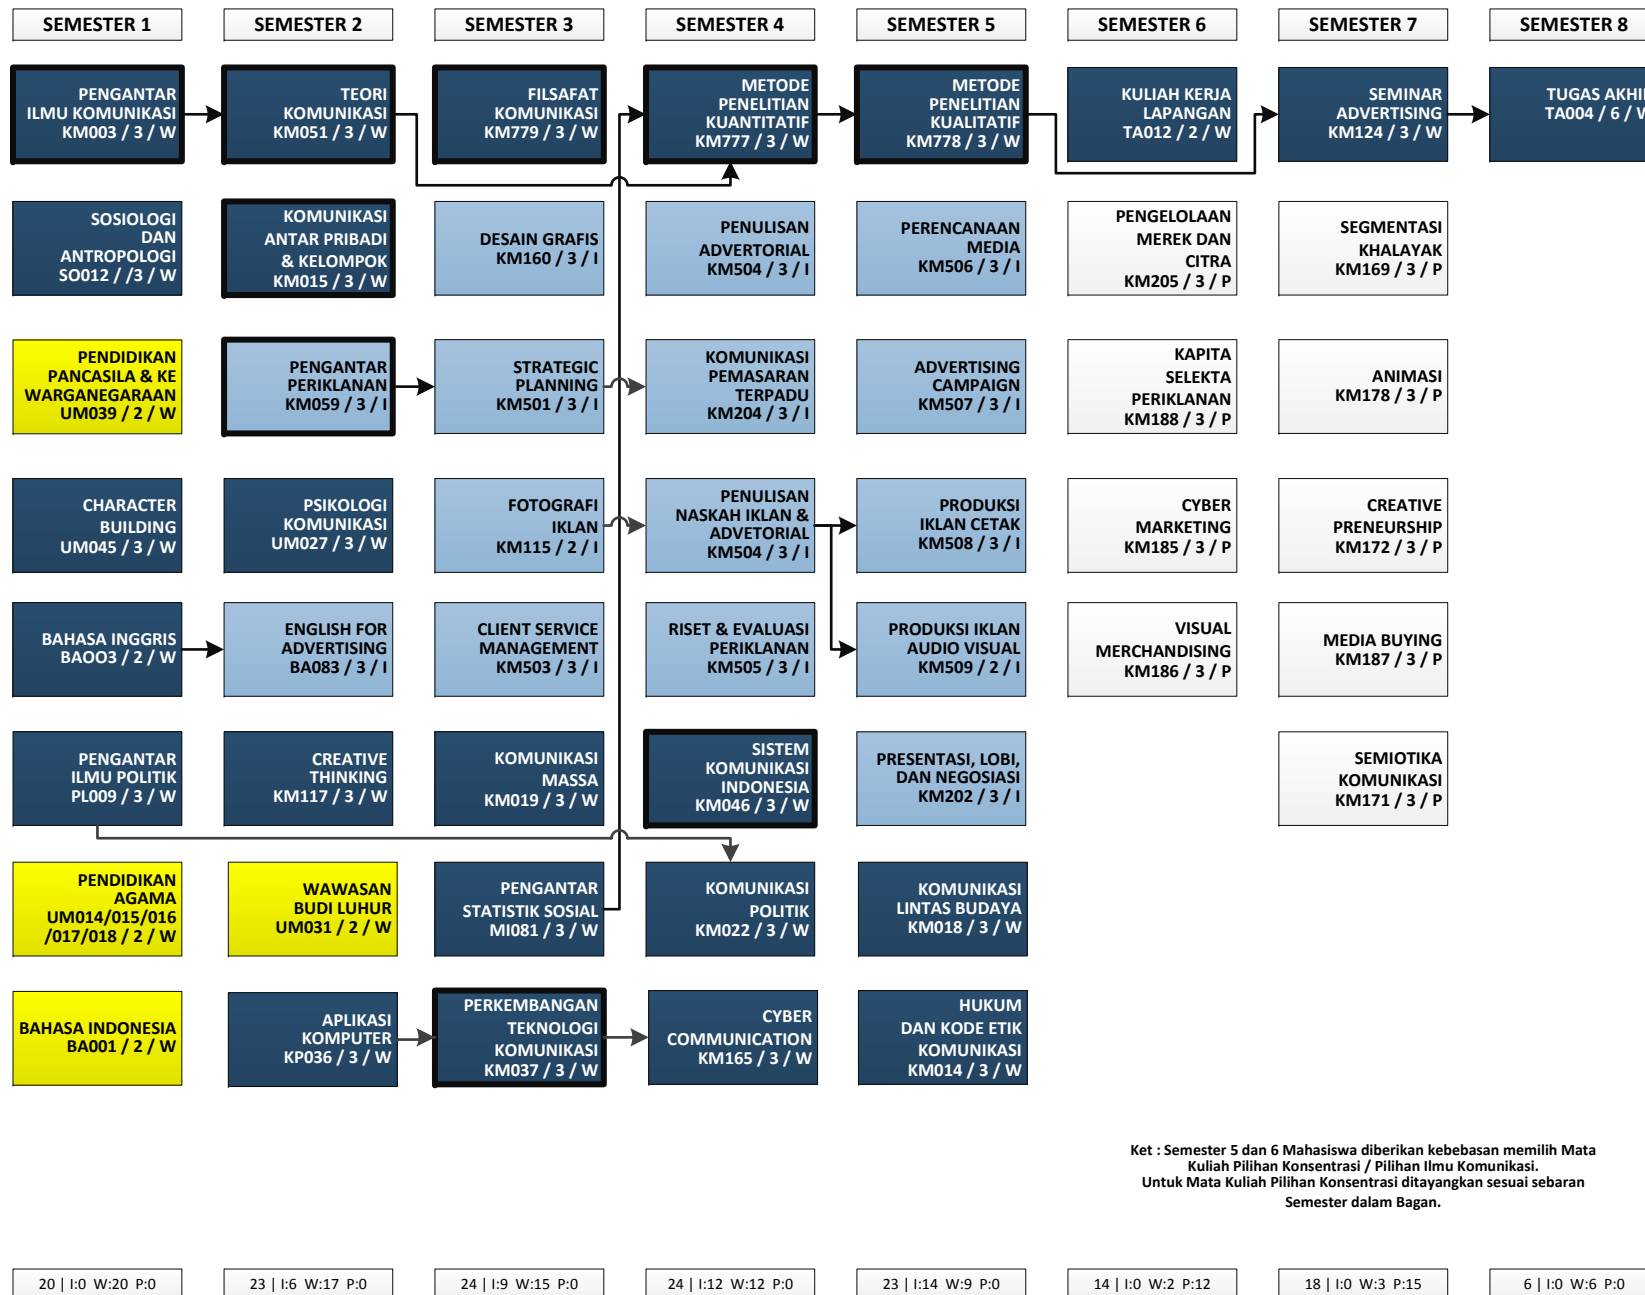 SEMESTER 1
SEMESTER 2
SEMESTER 3
SEMESTER 4
SEMESTER 5
SEMESTER 6
SEMESTER 7
SEMESTER 8
PENGANTAR
ILMU KOMUNIKASI
KM003 / 3 / W
TEORI
KOMUNIKASI
KM051 / 3 / W
FILSAFAT
KOMUNIKASI
KM779 / 3 / W
METODE
PENELITIAN
KUANTITATIF
KM777 / 3 / W
METODE
PENELITIAN
KUALITATIF
KM778 / 3 / W
KULIAH KERJA
LAPANGAN
TA012 / 2 / W
SEMINAR
ADVERTISING
KM124 / 3 / W
TUGAS AKHI
TA004 / 6 / W
SOSIOLOGI
DAN
ANTROPOLOGI
SO012 / /3 / W
KOMUNIKASI
ANTAR PRIBADI
& KELOMPOK
KM015 / 3 / W
DESAIN GRAFIS
KM160 / 3 / I
PENULISAN
ADVERTORIAL
KM504 / 3 / I
PERENCANAAN
MEDIA
KM506 / 3 / I
PENGELOLAAN
MEREK DAN
CITRA
KM205 / 3 / P
SEGMENTASI
KHALAYAK
KM169 / 3 / P
PENDIDIKAN
PANCASILA & KE
WARGANEGARAAN
UM039 / 2 / W
PENGANTAR
PERIKLANAN
KM059 / 3 / I
STRATEGIC
PLANNING
KM501 / 3 / I
KOMUNIKASI
PEMASARAN
TERPADU
KM204 / 3 / I
ADVERTISING
CAMPAIGN
KM507 / 3 / I
KAPITA
SELEKTA
PERIKLANAN
KM188 / 3 / P
ANIMASI
KM178 / 3 / P
CHARACTER
BUILDING
UM045 / 3 / W
PSIKOLOGI
KOMUNIKASI
UM027 / 3 / W
FOTOGRAFI
IKLAN
KM115 / 2 / I
PENULISAN
NASKAH IKLAN &
ADVETORIAL
KM504 / 3 / I
PRODUKSI
IKLAN CETAK
KM508 / 3 / I
CYBER
MARKETING
KM185 / 3 / P
CREATIVE
PRENEURSHIP
KM172 / 3 / P
BAHASA INGGRIS
BAOO3 / 2 / W
ENGLISH FOR
ADVERTISING
BA083 / 3 / I
CLIENT SERVICE
MANAGEMENT
KM503 / 3 / I
RISET & EVALUASI
PERIKLANAN
KM505 / 3 / I
PRODUKSI IKLAN
AUDIO VISUAL
KM509 / 2 / I
VISUAL
MERCHANDISING
KM186 / 3 / P
MEDIA BUYING
KM187 / 3 / P
PENGANTAR
ILMU POLITIK
PL009 / 3 / W
CREATIVE
THINKING
KM117 / 3 / W
KOMUNIKASI
MASSA
KM019 / 3 / W
SISTEM
KOMUNIKASI
INDONESIA
KM046 / 3 / W
PRESENTASI, LOBI,
DAN NEGOSIASI
KM202 / 3 / I
SEMIOTIKA
KOMUNIKASI
KM171 / 3 / P
PENDIDIKAN
AGAMA
UM014/015/016
/017/018 / 2 / W
WAWASAN
BUDI LUHUR
UM031 / 2 / W
PENGANTAR
STATISTIK SOSIAL
MI081 / 3 / W
KOMUNIKASI
POLITIK
KM022 / 3 / W
KOMUNIKASI
LINTAS BUDAYA
KM018 / 3 / W
BAHASA INDONESIA
BA001 / 2 / W
APLIKASI
KOMPUTER
KP036 / 3 / W
PERKEMBANGAN
TEKNOLOGI
KOMUNIKASI
KM037 / 3 / W
CYBER
COMMUNICATION
KM165 / 3 / W
HUKUM
DAN KODE ETIK
KOMUNIKASI
KM014 / 3 / W
Ket : Semester 5 dan 6 Mahasiswa diberikan kebebasan memilih Mata
Kuliah Pilihan Konsentrasi / Pilihan Ilmu Komunikasi.
Untuk Mata Kuliah Pilihan Konsentrasi ditayangkan sesuai sebaran
Semester dalam Bagan.
20 | I:0 W:20 P:0
23 | I:6 W:17 P:0
24 | I:9 W:15 P:0
24 | I:12 W:12 P:0
23 | I:14 W:9 P:0
14 | I:0 W:2 P:12
18 | I:0 W:3 P:15
6 | I:0 W:6 P:0